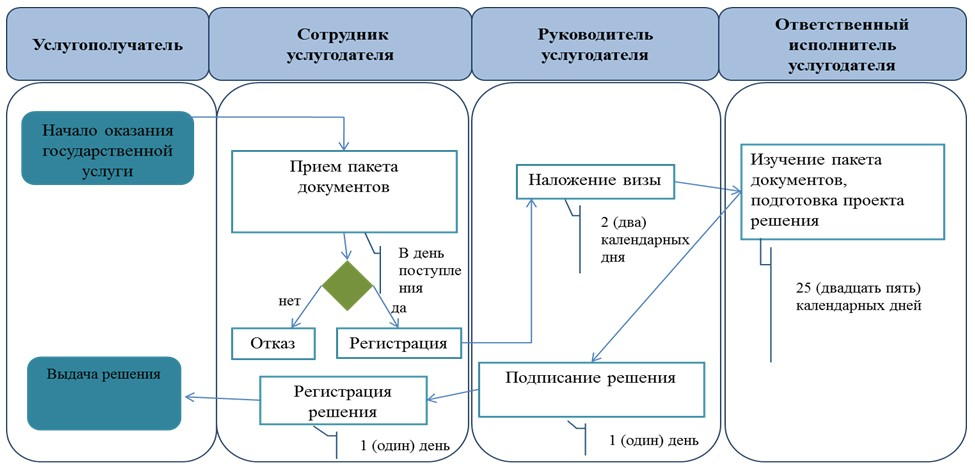 Услугополучатель
Сотрудник
услугодателя
Руководитель
услугодателя
Ответственный
исполнитель
услугодателя
Начало оказания
государственной
услуги
Прием пакета
документов
В день
поступле
ния
нет
да
Отказ
Регистрация
Наложение визы
2 (два)
календарных
дня
Изучение пакета
документов,
подготовка проекта
решения
25 (двадцать пять)
календарных дней
Подписание решения
1 (один) день
Регистрация
решения
1 (один) день
Выдача решения